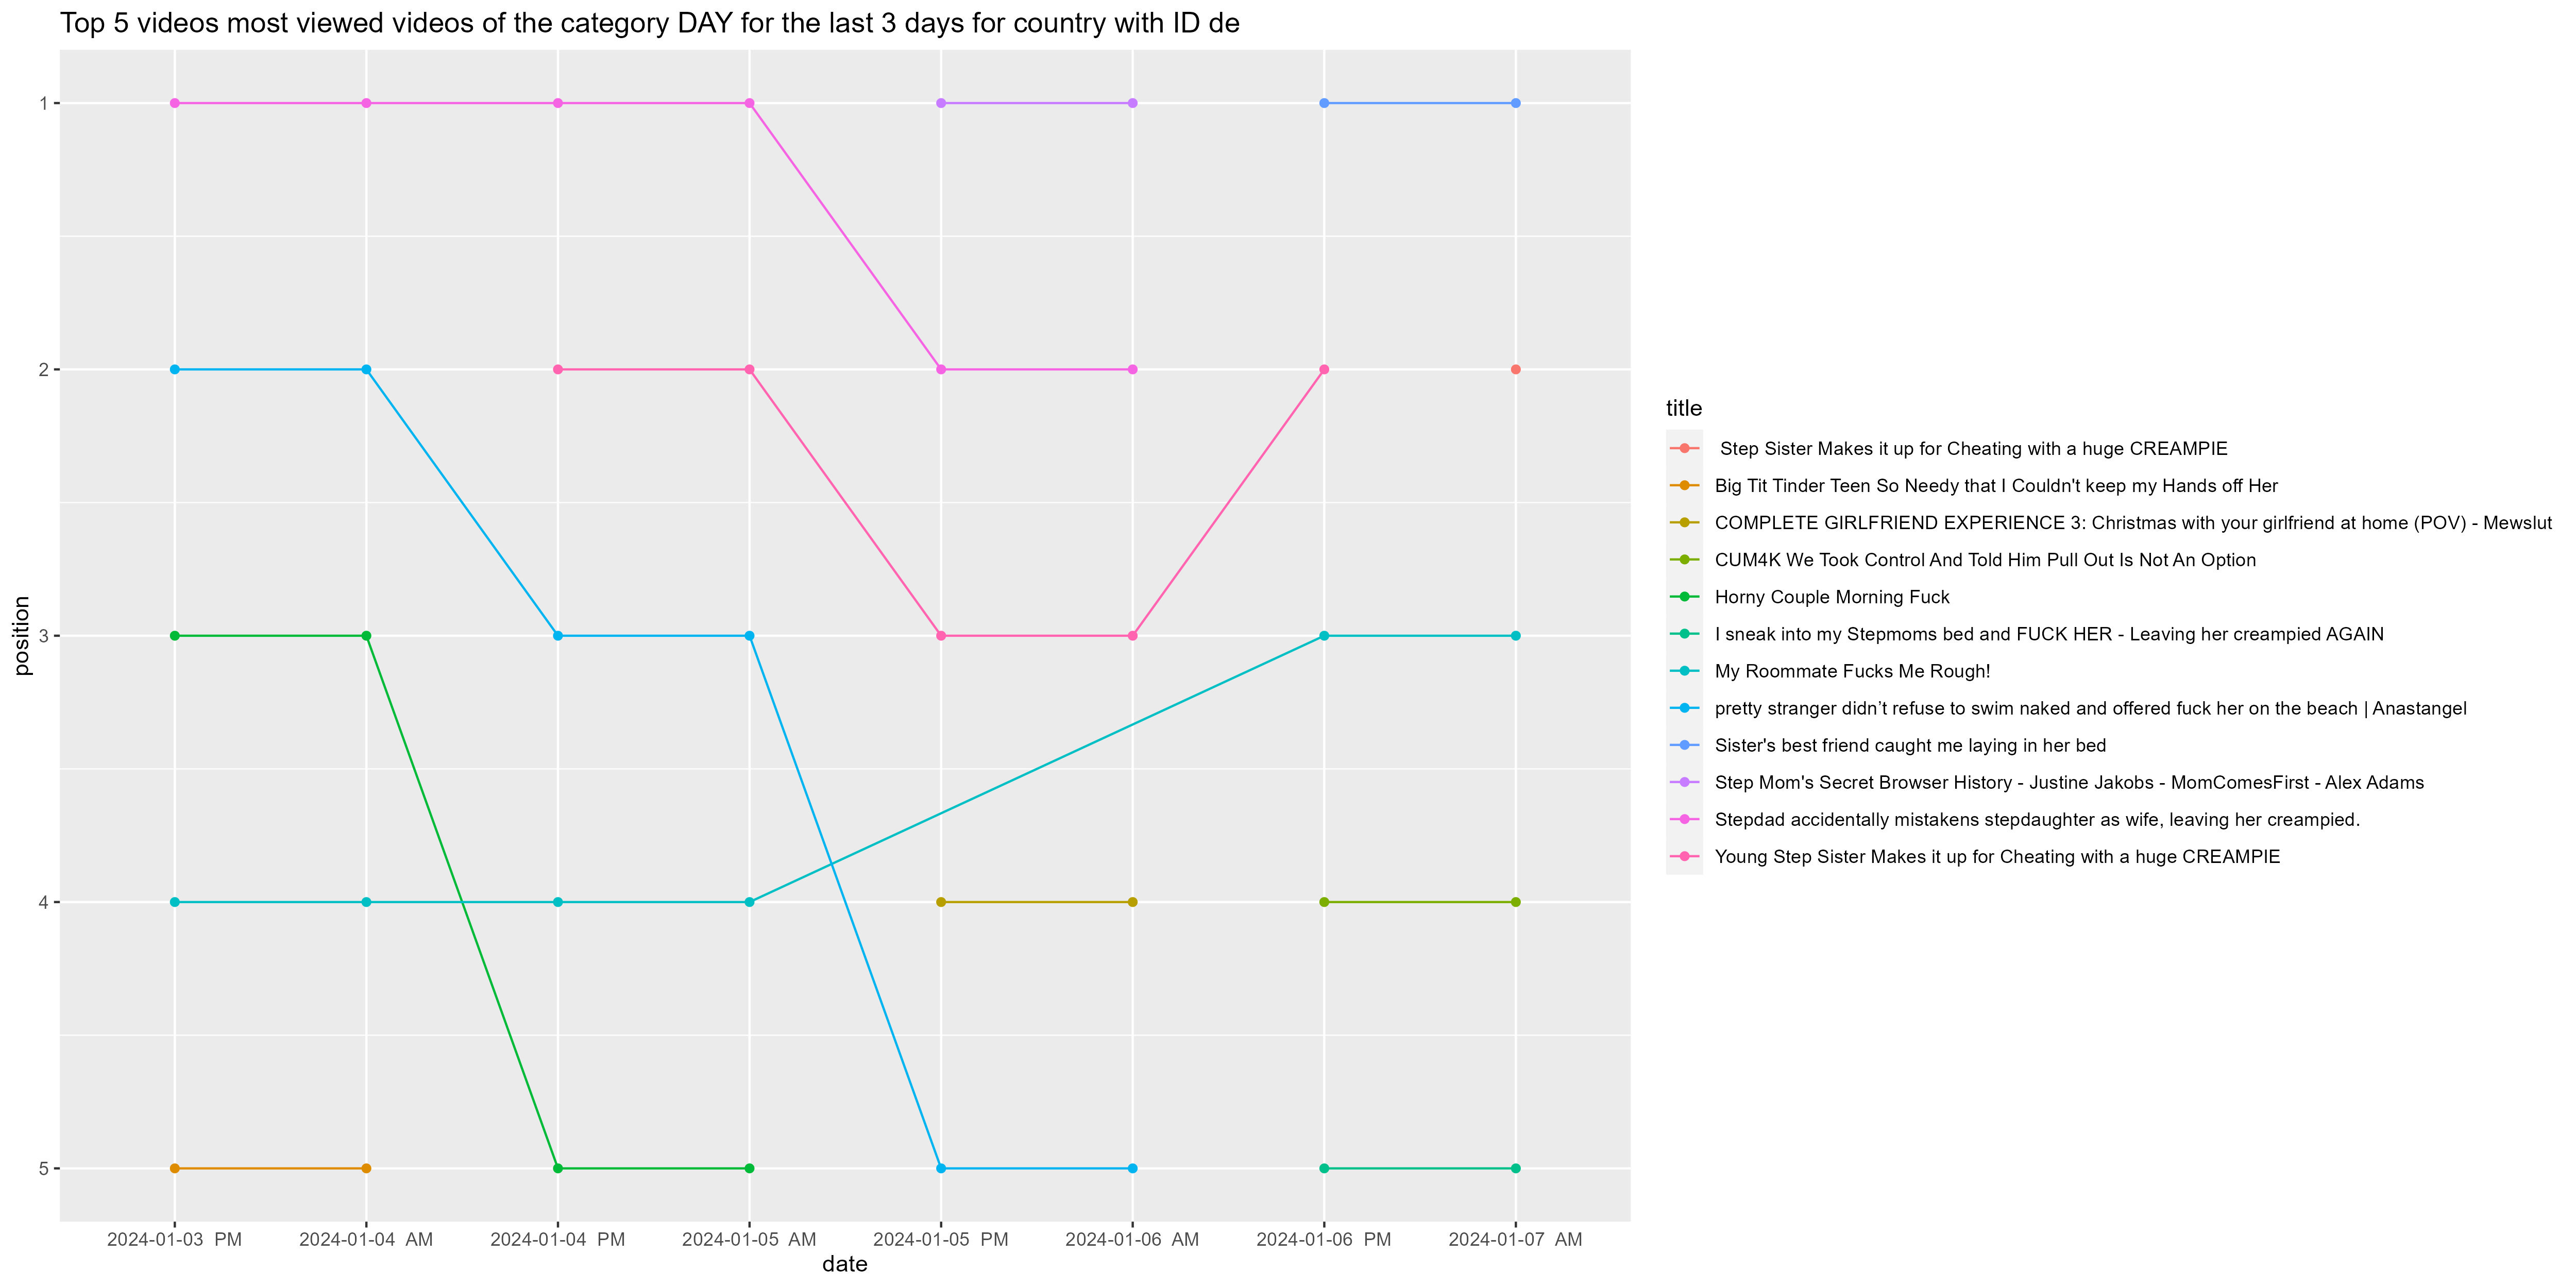 Top 5 videos most viewed videos of the category DAY for the last 3 days for country with ID de
position
1
2
3
4
5
2024-01-03 PM
2024-01-04 AM
2024-01-04 PM
2024-01-05 AM
2024-01-05 PM
2024-01-06 AM
2024-01-06 PM
2024-01-07 AM
date
title
Step Sister Makes it up for Cheating with a huge CREAMPIE
Big Tit Tinder Teen So Needy that I Couldn't keep my Hands off Her
COMPLETE GIRLFRIEND EXPERIENCE 3: Christmas with your girlfriend at home (POV) - Mewslut
CUM4K We Took Control And Told Him Pull Out Is Not An Option
Horny Couple Morning Fuck
I sneak into my Stepmoms bed and FUCK HER - Leaving her creampied AGAIN
My Roommate Fucks Me Rough!
pretty stranger didn’t refuse to swim naked and offered fuck her on the beach | Anastangel
Sister's best friend caught me laying in her bed
Step Mom's Secret Browser History - Justine Jakobs - MomComesFirst - Alex Adams
Stepdad accidentally mistakens stepdaughter as wife, leaving her creampied.
Young Step Sister Makes it up for Cheating with a huge CREAMPIE